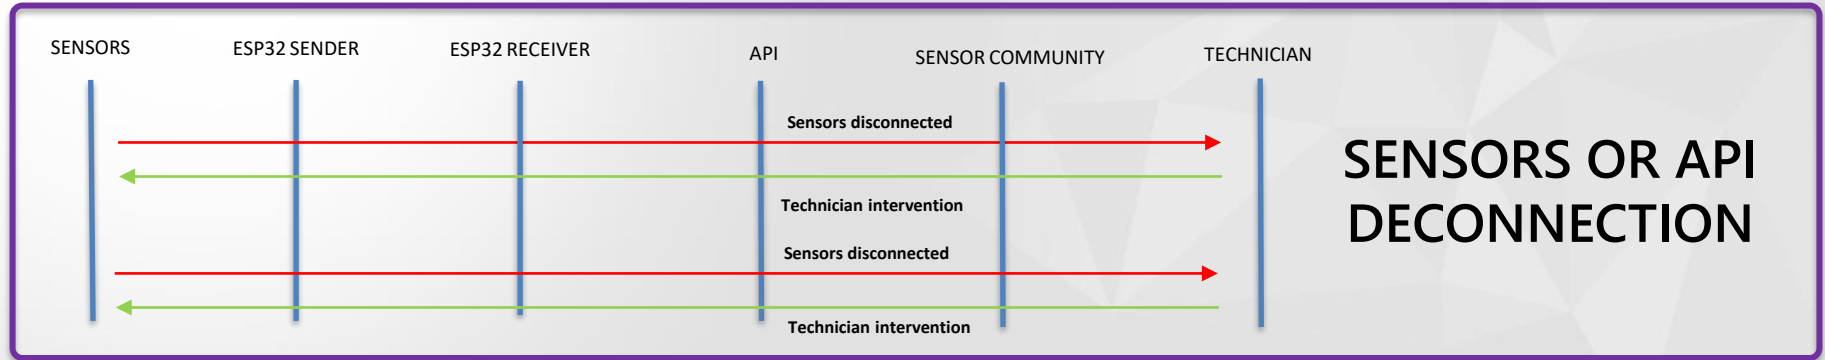 SENSORS
ESP32 SENDER
ESP32 RECEIVER
API
SENSOR COMMUNITY
TECHNICIAN
Sensors disconnected
Technician intervention
Sensors disconnected
Technician intervention
SENSORS OR API
DECONNECTION